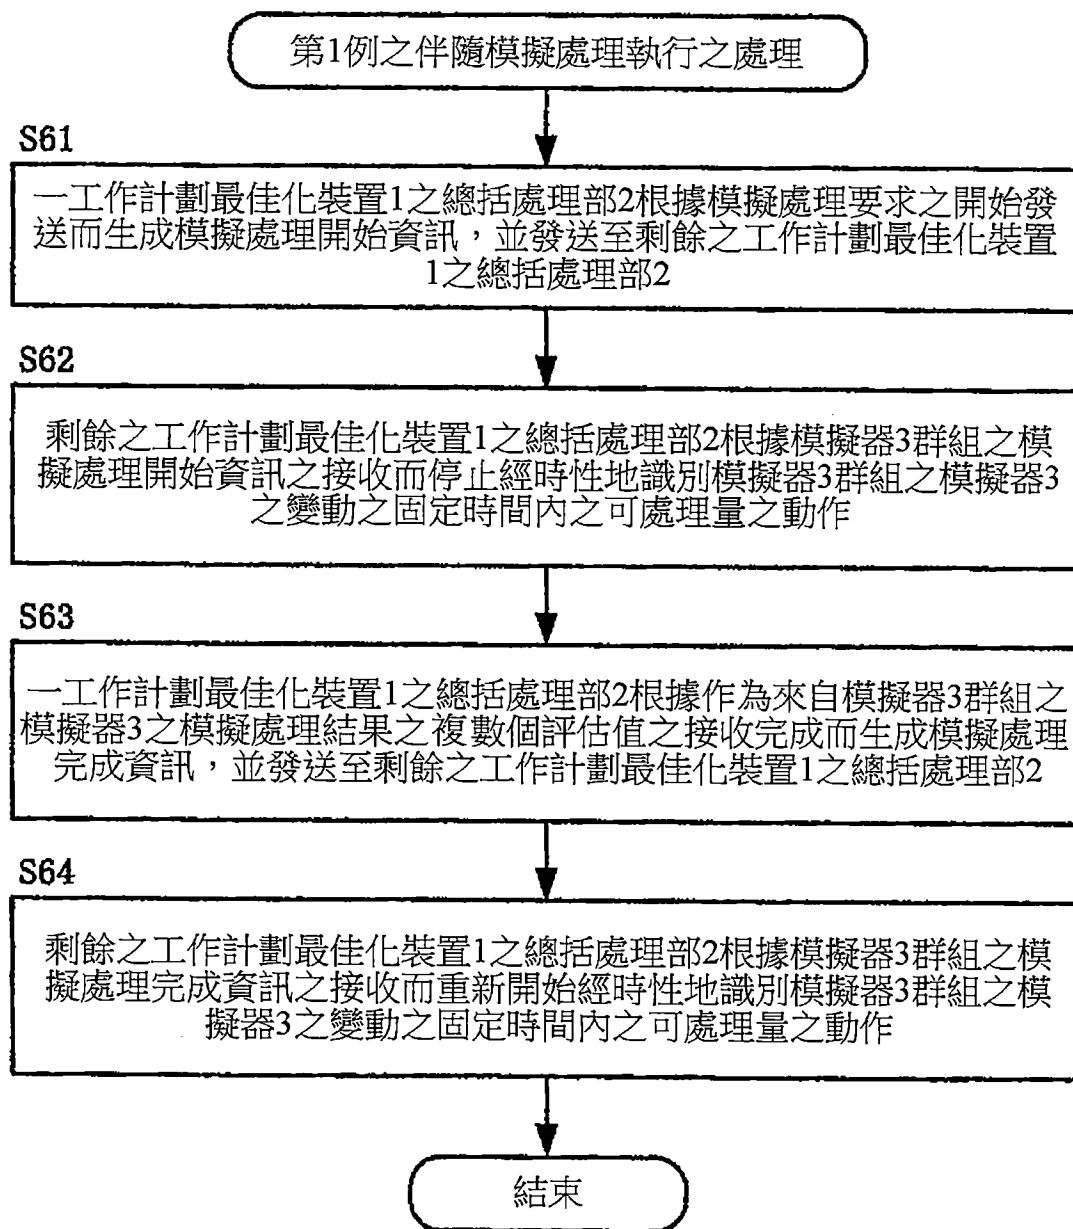 第1例之伴隨模擬處理執行之處理
S61
一工作計劃最佳化裝置1之總括處理部2根據模擬處理要求之開始發
送而生成模擬處理開始資訊，並發送至剩餘之工作計劃最佳化裝置
1之總括處理部2
S62
剩餘之工作計劃最佳化裝置1之總括處理部2根據模擬器3群組之模
擬處理開始資訊之接收而停止經時性地識別模擬器3群組之模擬器3
之變動之固定時間內之可處理量之動作
S63
一工作計劃最佳化裝置1之總括處理部2根據作為來自模擬器3群組之
模擬器3之模擬處理結果之複數個評估值之接收完成而生成模擬處理
完成資訊，並發送至剩餘之工作計劃最佳化裝置1之總括處理部2
S64
剩餘之工作計劃最佳化裝置1之總括處理部2根據模擬器3群組之模
擬處理完成資訊之接收而重新開始經時性地識別模擬器3群組之模
擬器3之變動之固定時間內之可處理量之動作
結束